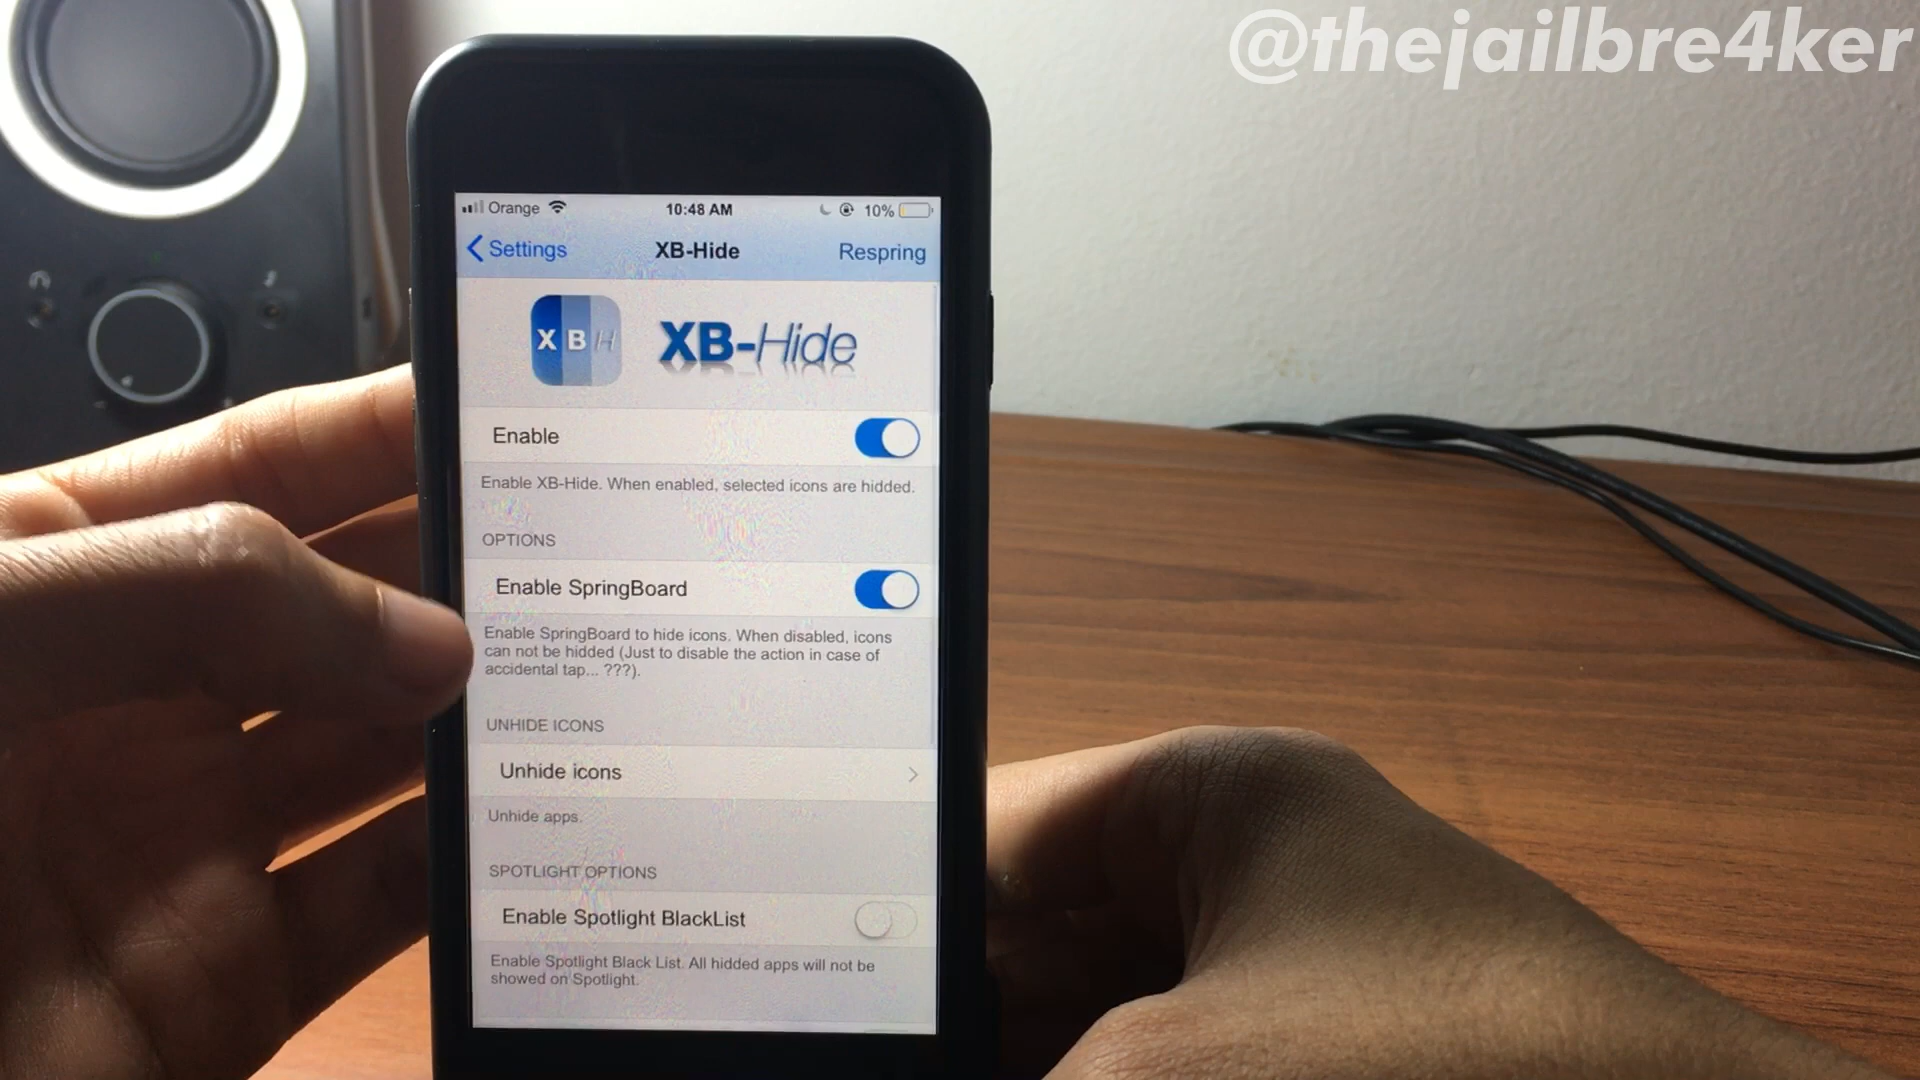 @thejailbre4ker
Orange
10:48 AM
10%
Settings
XB-Hide
Respring
XBH
XB-Hide
Enable
Enable XB-Hide. When enabled, selected icons are hidded.
OPTIONS
Enable SpringBoard
Enable SpringBoard to hide icons. When disabled, icons
can not be hidded (Just to disable the action in case of
accidental tap... ???).
UNHIDE ICONS
Unhide icons
Unhide apps.
SPOTLIGHT OPTIONS
Enable Spotlight BlackList
Enable Spotlight Black List. All hidded apps will not be
showed on Spotlight.